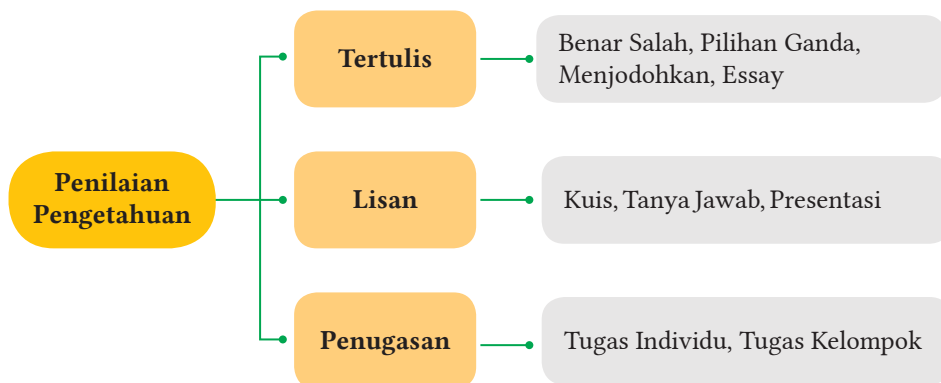 Penilaian
Pengetahuan
Tertulis
Benar Salah, Pilihan Ganda,
Menjodohkan, Essay
Lisan
Kuis, Tanya Jawab, Presentasi
Penugasan
Tugas Individu, Tugas Kelompok